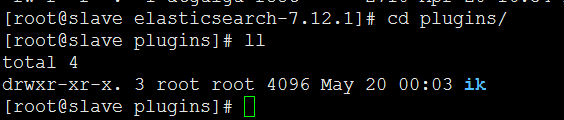 [root@slave elasticsearch-7.12.1]# cd plugins/
[root@slave plugins]# ll
total 4
drwxr-xr-x. 3 root root 4096 May 20 00:03 ik
[root@slave plugins]#